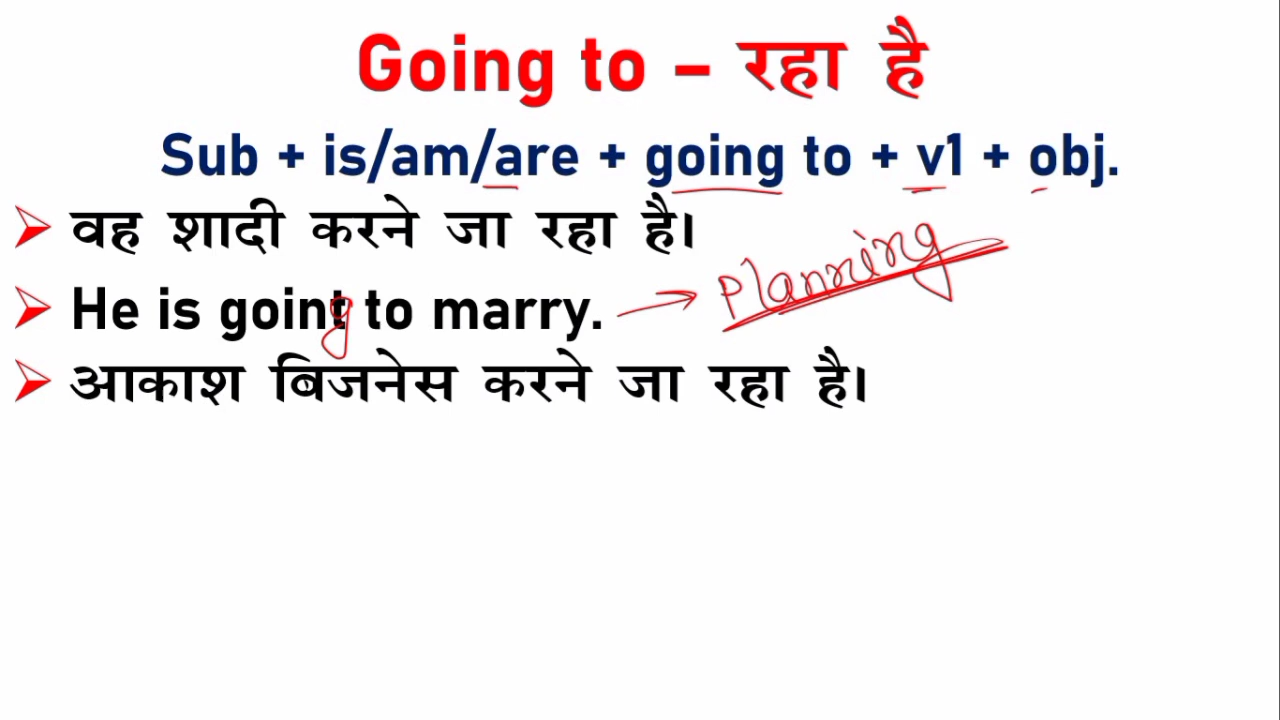 Going to – रहा है
Sub + is/am/are + going to + v1 + obj.
वह शादी करने जा रहा है।
He is going to marry. → Planning
आकाश बिजनेस करने जा रहा है।